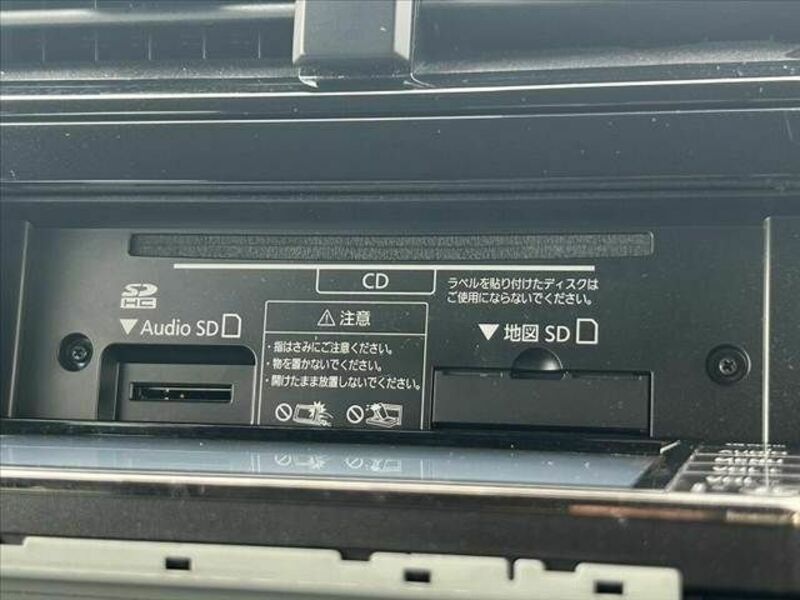 CD
ラベルを貼り付けたディスクは
ご使用にならないでください。
SD
HC
▼Audio SD
⚠注意
・指はさみにご注意ください。
・物を置かないでください。
・開けたまま放置しないでください。
▼地図 SD